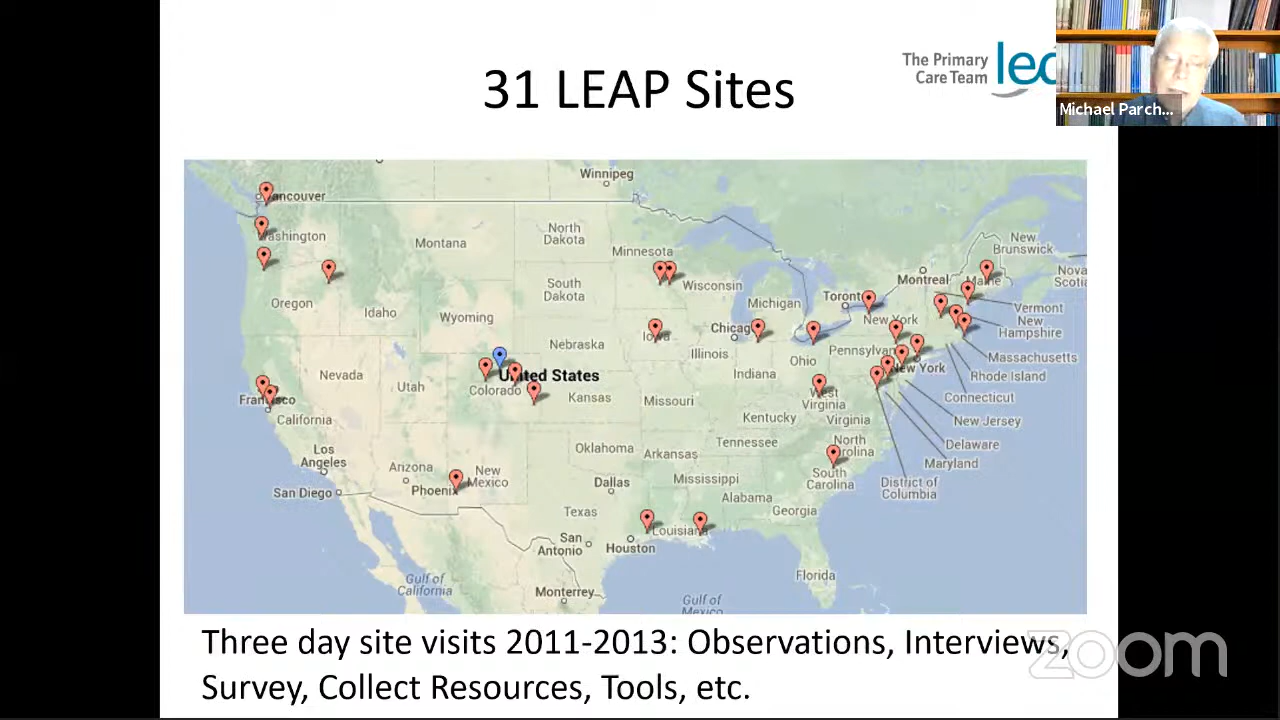 31 LEAP Sites
The Primary
Care Team
Michael Parch...
Winnipeg
Vancouver
Washington
Montana
North
Dakota
Minnesota
New
Brunswick
Montreal
Maine
Nova
Scotia
Oregon
Idaho
South
Dakota
Wisconsin
Michigan
Toronto
Vermont
New
Hampshire
Wyoming
Iowa
Chicago
New York
Massachusetts
Nebraska
Illinois
Ohio
Pennsylvania
New York
Rhode Island
Nevada
Utah
United States
Colorado
Kansas
Indiana
Connecticut
Missouri
West
Virginia
Virginia
New Jersey
Francisco
California
Kentucky
Delaware
Maryland
Los
Angeles
Arizona
Phoenix
New
Mexico
Oklahoma
Arkansas
Tennessee
North
Carolina
South
Carolina
District of
Columbia
San Diego
Dallas
Mississippi
Alabama
Georgia
Texas
Louisiana
San
Antonio
Houston
Gulf of
California
Monterrey
Florida
Gulf of
Mexico
Three day site visits 2011-2013: Observations, Interviews,
Survey, Collect Resources, Tools, etc.
zoom